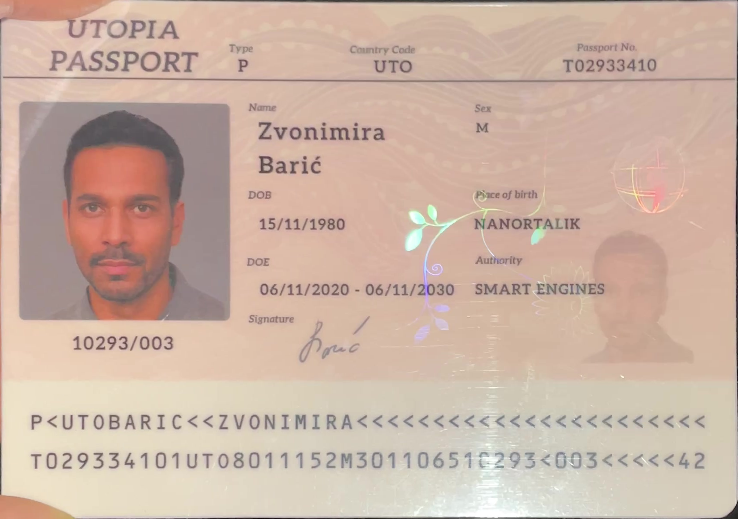 UTOPIA
PASSPORT
Type
P
Country Code
UTO
Passport No.
T02933410
Name
Zvonimira
Barić
Sex
M
DOB
15/11/1980
Place of birth
NANORTALIK
DOE
06/11/2020 - 06/11/2030
Authority
SMART ENGINES
Signature
10293/003
P<UTOBARIC<<ZVONIMIRA<<<<<<<<<<<<<<<<<<<<<<<
T029334101UTO8011152M301106510293<003<<<<<42